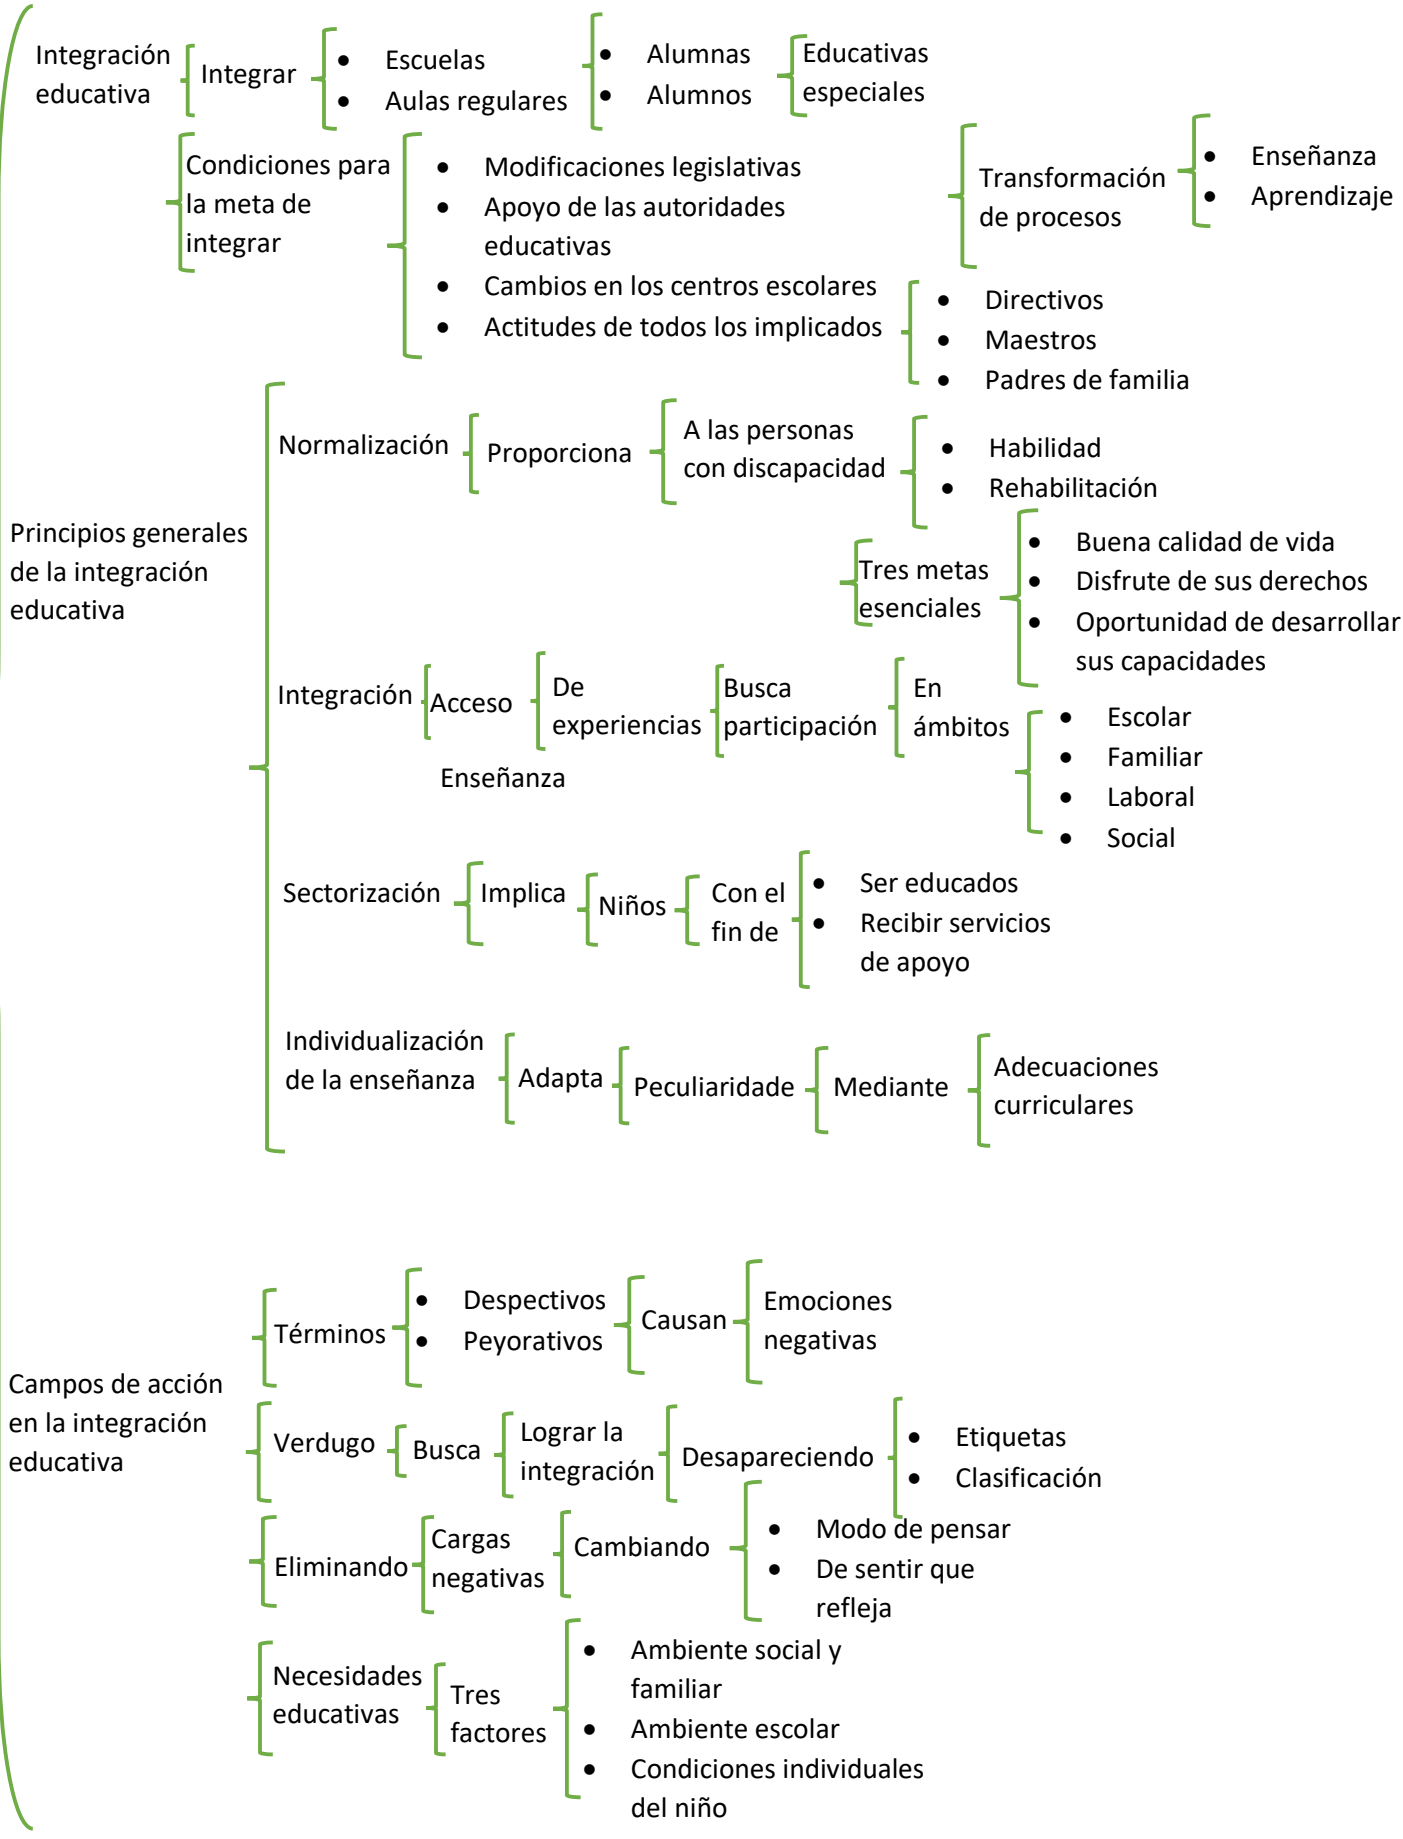 Integración
educativa
Integrar
• Escuelas
• Aulas regulares
• Alumnas
• Alumnos
Educativas
especiales
Condiciones para
la meta de
integrar
• Modificaciones legislativas
• Apoyo de las autoridades
educativas
• Cambios en los centros escolares
• Actitudes de todos los implicados
Transformación
de procesos
• Enseñanza
• Aprendizaje
• Directivos
• Maestros
• Padres de familia
Principios generales
de la integración
educativa
Normalización
Proporciona
A las personas
con discapacidad
• Habilidad
• Rehabilitación
Tres metas
esenciales
• Buena calidad de vida
• Disfrute de sus derechos
• Oportunidad de desarrollar
sus capacidades
Integración
Acceso
De
experiencias
Busca
participación
En
ámbitos
• Escolar
• Familiar
• Laboral
• Social
Enseñanza
Sectorización
Implica
Niños
Con el
fin de
• Ser educados
• Recibir servicios
de apoyo
Individualización
de la enseñanza
Adapta
Peculiaridade
Mediante
Adecuaciones
curriculares
Campos de acción
en la integración
educativa
Términos
• Despectivos
• Peyorativos
Causan
Emociones
negativas
Verdugo
Busca
Lograr la
integración
Desapareciendo
• Etiquetas
• Clasificación
Eliminando
Cargas
negativas
Cambiando
• Modo de pensar
• De sentir que
refleja
Necesidades
educativas
Tres
factores
• Ambiente social y
familiar
• Ambiente escolar
• Condiciones individuales
del niño